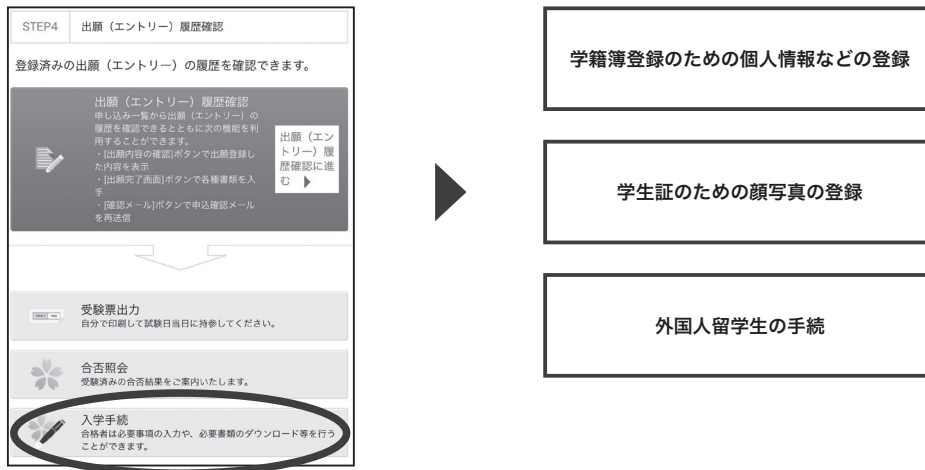 STEP4 出願（エントリー）履歴確認
登録済みの出願（エントリー）の履歴を確認できます。
出願（エントリー）履歴確認
申し込み一覧から出願（エントリー）の
履歴を確認できるとともに次の機能を利
用することができます。
・[出願内容の確認]ボタンで出願登録し
た内容を表示
・[出願完了画面]ボタンで各種書類を入
手
・[確認メール]ボタンで申込確認メール
を再送信
出願（エン
トリー）履
歴確認に進
む ▶
受験票出力
自分で印刷して試験日当日に持参してください。
合否照会
受験済みの合否結果をご案内いたします。
入学手続
合格者は必要事項の入力や、必要書類のダウンロード等を行う
ことができます。
学籍簿登録のための個人情報などの登録
学生証のための顔写真の登録
外国人留学生の手続